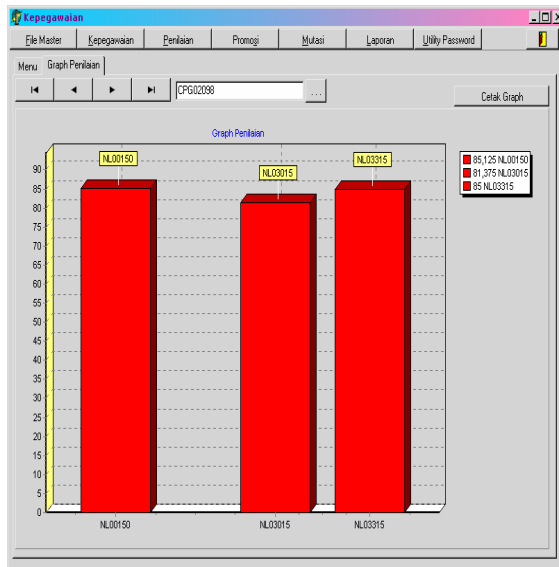 Kepegawaian
File Master Kepegawaian Penilaian Promogi Mutasi Laporan Utility Password
Menu Graph Penilaian
CPG02098 ... Cetak Graph
Graph Penilaian
NL00150 NL03015 NL03315
85,125 NL00150
81,375 NL03015
85 NL03315
90
85
80
75
70
65
60
55
50
45
40
35
30
25
20
15
10
5
0
NL00150 NL03015 NL03315